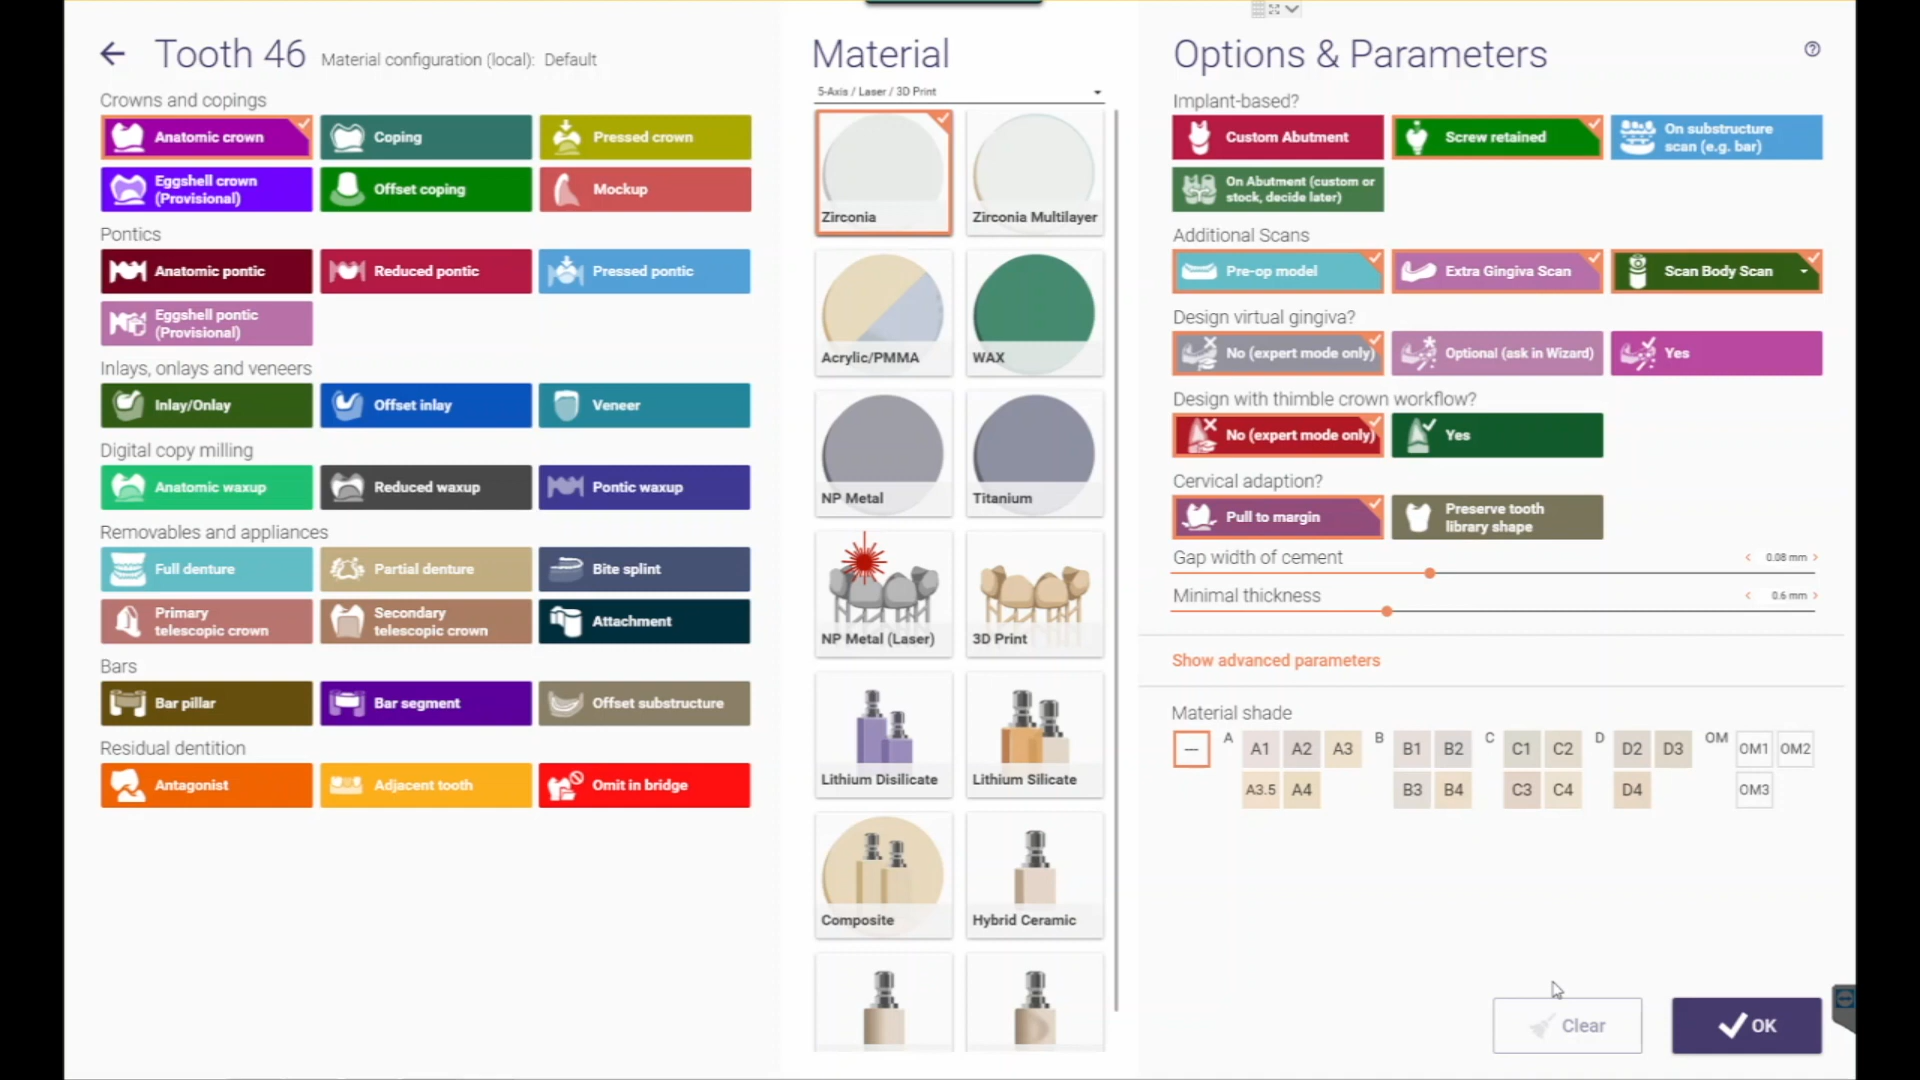 Tooth 46 Material configuration (local): Default
Crowns and copings
Anatomic crown
Coping
Pressed crown
Eggshell crown
(Provisional)
Offset coping
Mockup
Pontics
Anatomic pontic
Reduced pontic
Pressed pontic
Eggshell pontic
(Provisional)
Inlays, onlays and veneers
Inlay/Onlay
Offset inlay
Veneer
Digital copy milling
Anatomic waxup
Reduced waxup
Pontic waxup
Removables and appliances
Full denture
Partial denture
Bite splint
Primary
telescopic crown
Secondary
telescopic crown
Attachment
Bars
Bar pillar
Bar segment
Offset substructure
Residual dentition
Antagonist
Adjacent tooth
Omit in bridge
Material
5-Axis / Laser / 3D Print
Zirconia
Zirconia Multilayer
Acrylic/PMMA
WAX
NP Metal
Titanium
NP Metal (Laser)
3D Print
Lithium Disilicate
Lithium Silicate
Composite
Hybrid Ceramic
Options & Parameters
Implant-based?
Custom Abutment
Screw retained
On substructure
scan (e.g. bar)
On Abutment (custom or
stock, decide later)
Additional Scans
Pre-op model
Extra Gingiva Scan
Scan Body Scan
Design virtual gingiva?
No (expert mode only)
Optional (ask in Wizard)
Yes
Design with thimble crown workflow?
No (expert mode only)
Yes
Cervical adaption?
Pull to margin
Preserve tooth
library shape
Gap width of cement < 0.08 mm >
Minimal thickness < 0.6 mm >
Show advanced parameters
Material shade
— A A1 A2 A3 B B1 B2 C C1 C2 D D2 D3 OM OM1 OM2
A3.5 A4 B3 B4 C3 C4 D4 OM3
Clear
OK